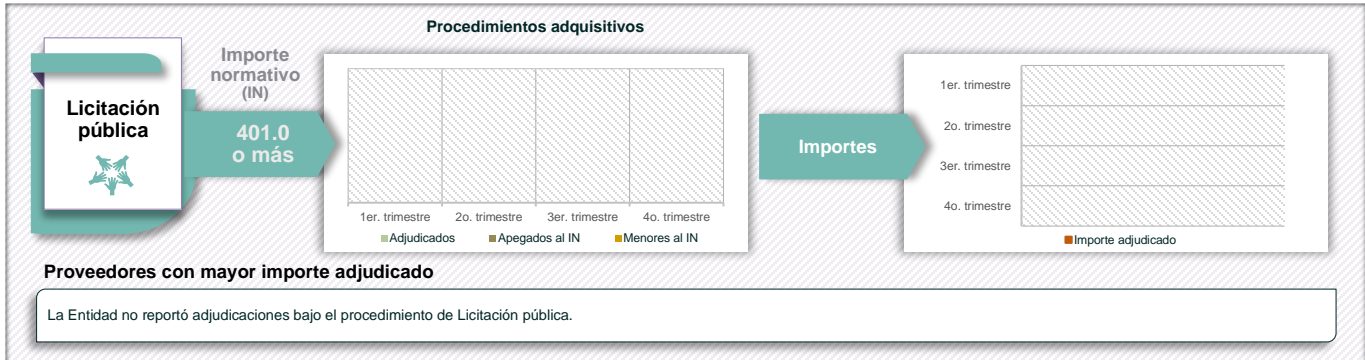 Procedimientos adquisitivos
Licitación
pública
Importe
normativo
(IN)
401.0
o más
1er. trimestre 2o. trimestre 3er. trimestre 4o. trimestre
Adjudicados Apegados al IN Menores al IN
Importes
1er. trimestre
2o. trimestre
3er. trimestre
4o. trimestre
Importe adjudicado
Proveedores con mayor importe adjudicado
La Entidad no reportó adjudicaciones bajo el procedimiento de Licitación pública.